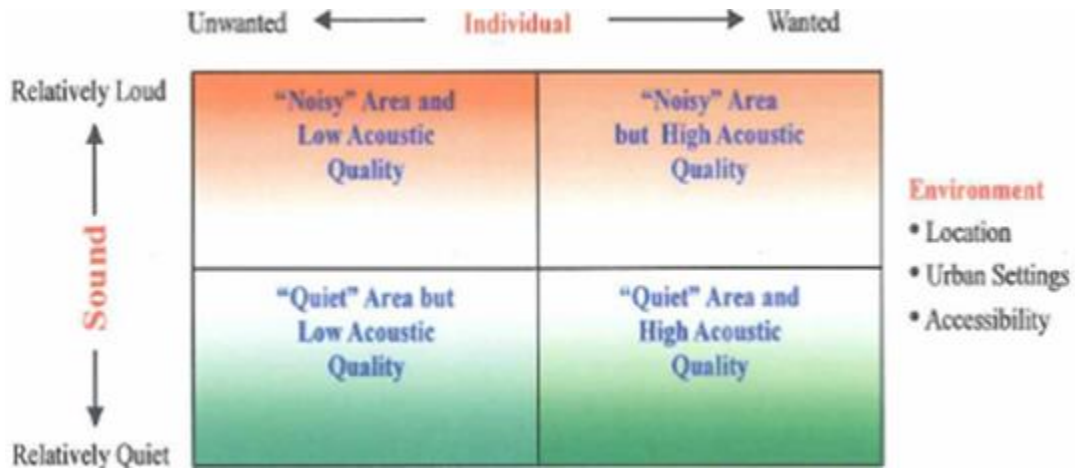 Unwanted Individual Wanted
Relatively Loud
“Noisy” Area and
Low Acoustic
Quality
“Noisy” Area
but High Acoustic
Quality
Sound
“Quiet” Area but
Low Acoustic
Quality
“Quiet” Area and
High Acoustic
Quality
Relatively Quiet
Environment
• Location
• Urban Settings
• Accessibility